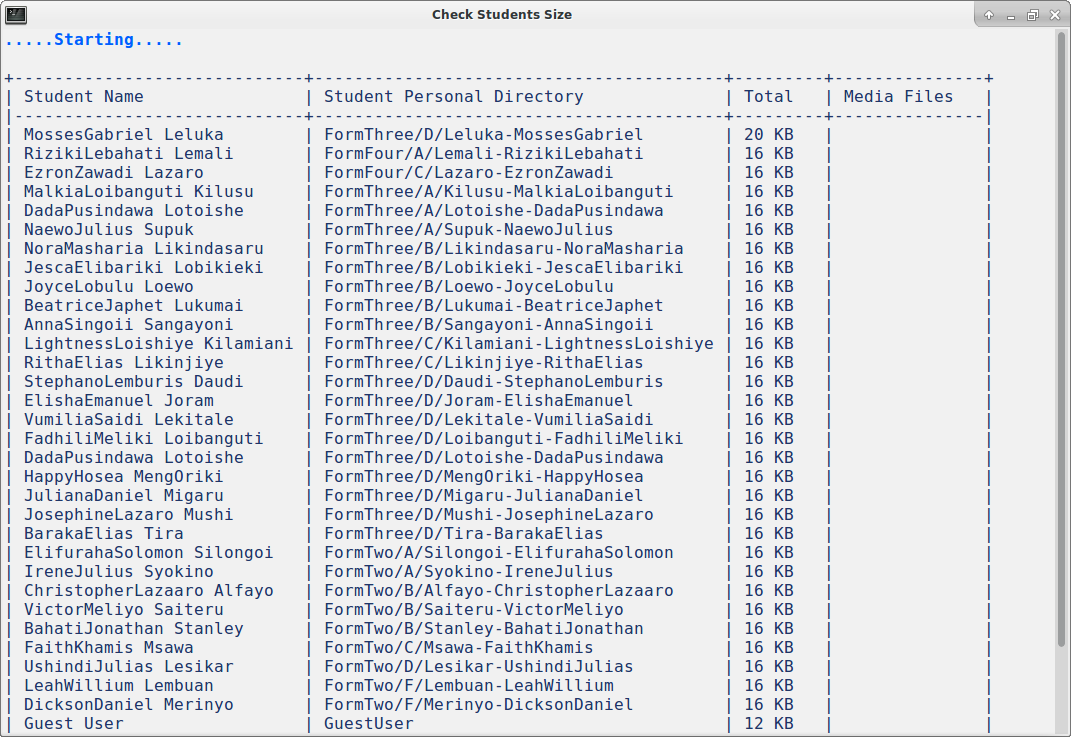 Check Students Size
.....Starting.....
+-----------------------------+-----------------------------------------+---------+---------------+
| Student Name                | Student Personal Directory              | Total   | Media Files   |
|-----------------------------+-----------------------------------------+---------+---------------|
| MossesGabriel Leluka        | FormThree/D/Leluka-MossesGabriel        | 20 KB   |               |
| RizikiLebahati Lemali       | FormFour/A/Lemali-RizikiLebahati        | 16 KB   |               |
| EzronZawadi Lazaro          | FormFour/C/Lazaro-EzronZawadi           | 16 KB   |               |
| MalkiaLoibanguti Kilusu     | FormThree/A/Kilusu-MalkiaLoibanguti     | 16 KB   |               |
| DadaPusindawa Lotoishe      | FormThree/A/Lotoishe-DadaPusindawa      | 16 KB   |               |
| NaewoJulius Supuk           | FormThree/A/Supuk-NaewoJulius           | 16 KB   |               |
| NoraMasharia Likindasaru    | FormThree/B/Likindasaru-NoraMasharia    | 16 KB   |               |
| JescaElibariki Lobikieki    | FormThree/B/Lobikieki-JescaElibariki    | 16 KB   |               |
| JoyceLobulu Loewo           | FormThree/B/Loewo-JoyceLobulu           | 16 KB   |               |
| BeatriceJaphet Lukumai      | FormThree/B/Lukumai-BeatriceJaphet      | 16 KB   |               |
| AnnaSingoii Sangayoni       | FormThree/B/Sangayoni-AnnaSingoii       | 16 KB   |               |
| LightnessLoishiye Kilamiani | FormThree/C/Kilamiani-LightnessLoishiye | 16 KB   |               |
| RithaElias Likinjiye        | FormThree/C/Likinjiye-RithaElias        | 16 KB   |               |
| StephanoLemburis Daudi      | FormThree/D/Daudi-StephanoLemburis      | 16 KB   |               |
| ElishaEmanuel Joram         | FormThree/D/Joram-ElishaEmanuel         | 16 KB   |               |
| VumiliaSaidi Lekitale       | FormThree/D/Lekitale-VumiliaSaidi       | 16 KB   |               |
| FadhiliMeliki Loibanguti    | FormThree/D/Loibanguti-FadhiliMeliki    | 16 KB   |               |
| DadaPusindawa Lotoishe      | FormThree/D/Lotoishe-DadaPusindawa      | 16 KB   |               |
| HappyHosea MengOriki        | FormThree/D/MengOriki-HappyHosea        | 16 KB   |               |
| JulianaDaniel Migaru        | FormThree/D/Migaru-JulianaDaniel        | 16 KB   |               |
| JosephineLazaro Mushi       | FormThree/D/Mushi-JosephineLazaro       | 16 KB   |               |
| BarakaElias Tira            | FormThree/D/Tira-BarakaElias            | 16 KB   |               |
| ElifurahaSolomon Silongoi   | FormTwo/A/Silongoi-ElifurahaSolomon     | 16 KB   |               |
| IreneJulius Syokino         | FormTwo/A/Syokino-IreneJulius           | 16 KB   |               |
| ChristopherLazaaro Alfayo   | FormTwo/B/Alfayo-ChristopherLazaaro     | 16 KB   |               |
| VictorMeliyo Saiteru        | FormTwo/B/Saiteru-VictorMeliyo          | 16 KB   |               |
| BahatiJonathan Stanley      | FormTwo/B/Stanley-BahatiJonathan        | 16 KB   |               |
| FaithKhamis Msawa           | FormTwo/C/Msawa-FaithKhamis             | 16 KB   |               |
| UshindiJulias Lesikar       | FormTwo/D/Lesikar-UshindiJulias         | 16 KB   |               |
| LeahWillium Lembuan         | FormTwo/F/Lembuan-LeahWillium           | 16 KB   |               |
| DicksonDaniel Merinyo       | FormTwo/F/Merinyo-DicksonDaniel         | 16 KB   |               |
| Guest User                  | GuestUser                               | 12 KB   |               |